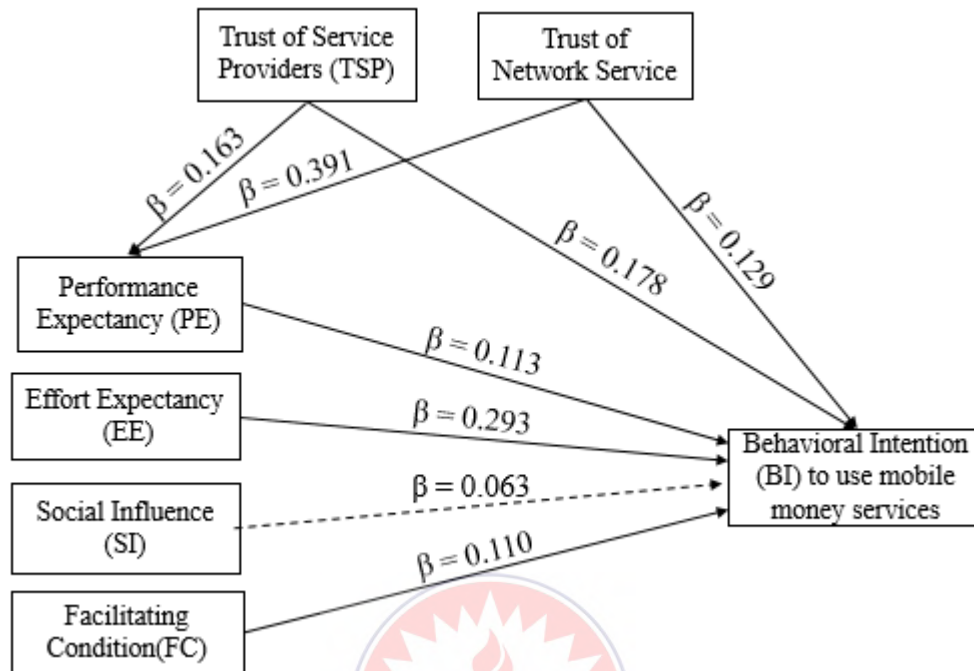 Trust of Service
Providers (TSP)
Trust of
Network Service
β = 0.163
β = 0.391
β = 0.178
β = 0.129
Performance
Expectancy (PE)
β = 0.113
Effort Expectancy
(EE)
β = 0.293
Behavioral Intention
(BI) to use mobile
money services
β = 0.063
Social Influence
(SI)
β = 0.110
Facilitating
Condition(FC)